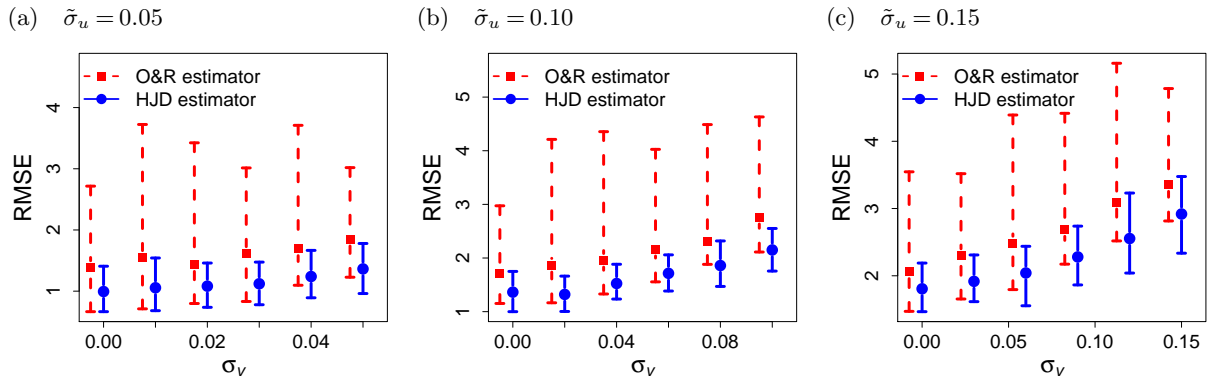 (a) σ̃u = 0.05
O&R estimator
HJD estimator
RMSE
4
3
2
1
0.00 0.02 0.04
σv
(b) σ̃u = 0.10
O&R estimator
HJD estimator
RMSE
5
4
3
2
1
0.00 0.04 0.08
σv
(c) σ̃u = 0.15
O&R estimator
HJD estimator
RMSE
5
4
3
2
0.00 0.05 0.10 0.15
σv